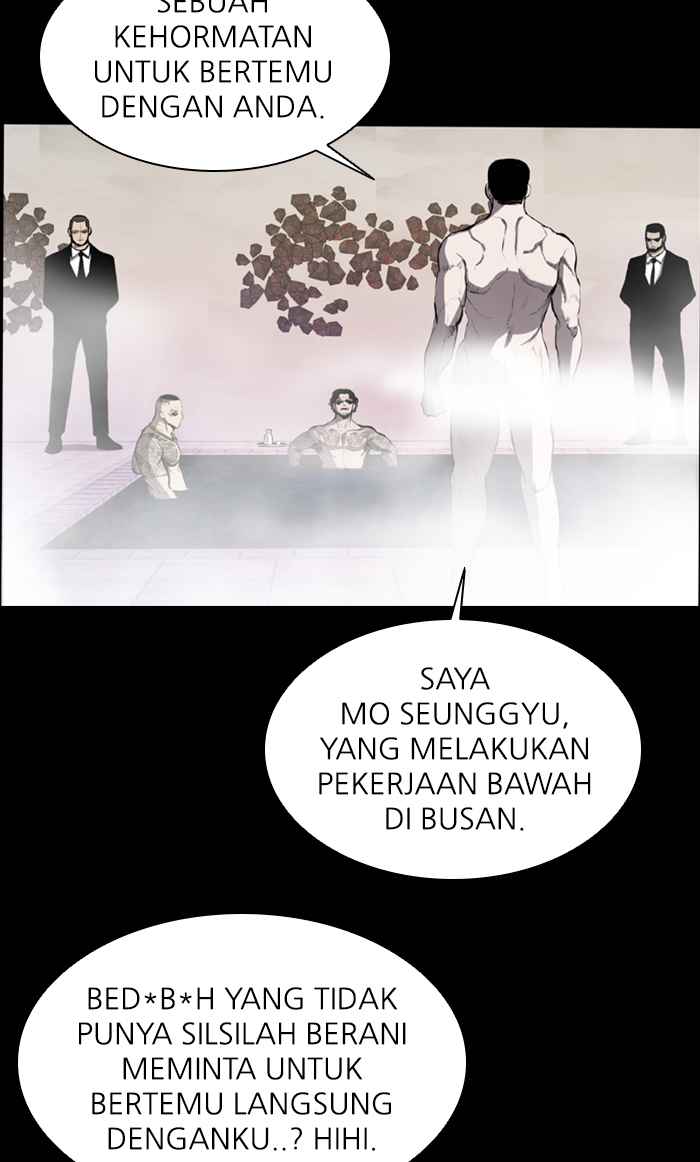 SEBUAH
KEHORMATAN
UNTUK BERTEMU
DENGAN ANDA.
SAYA
MO SEUNGGYU,
YANG MELAKUKAN
PEKERJAAN BAWAH
DI BUSAN.
BED*B*H YANG TIDAK
PUNYA SILSILAH BERANI
MEMINTA UNTUK
BERTEMU LANGSUNG
DENGANKU..? HIHI.